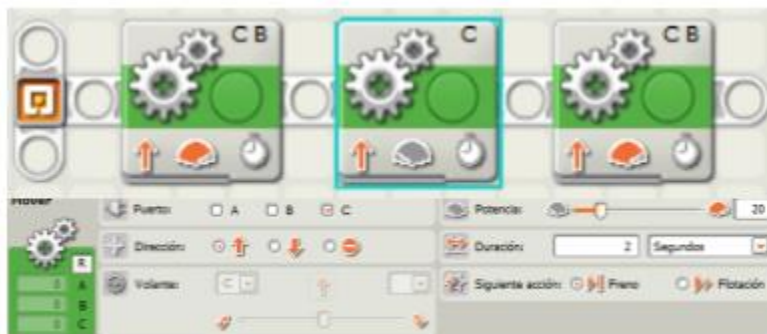 C B
C
C B
Mover
Puerto:
A
B
C
Potencia:
20
Dirección:
Duración:
2
Segundos
R
A
B
C
Volante:
C
Siguiente acción:
Freno
Flotación